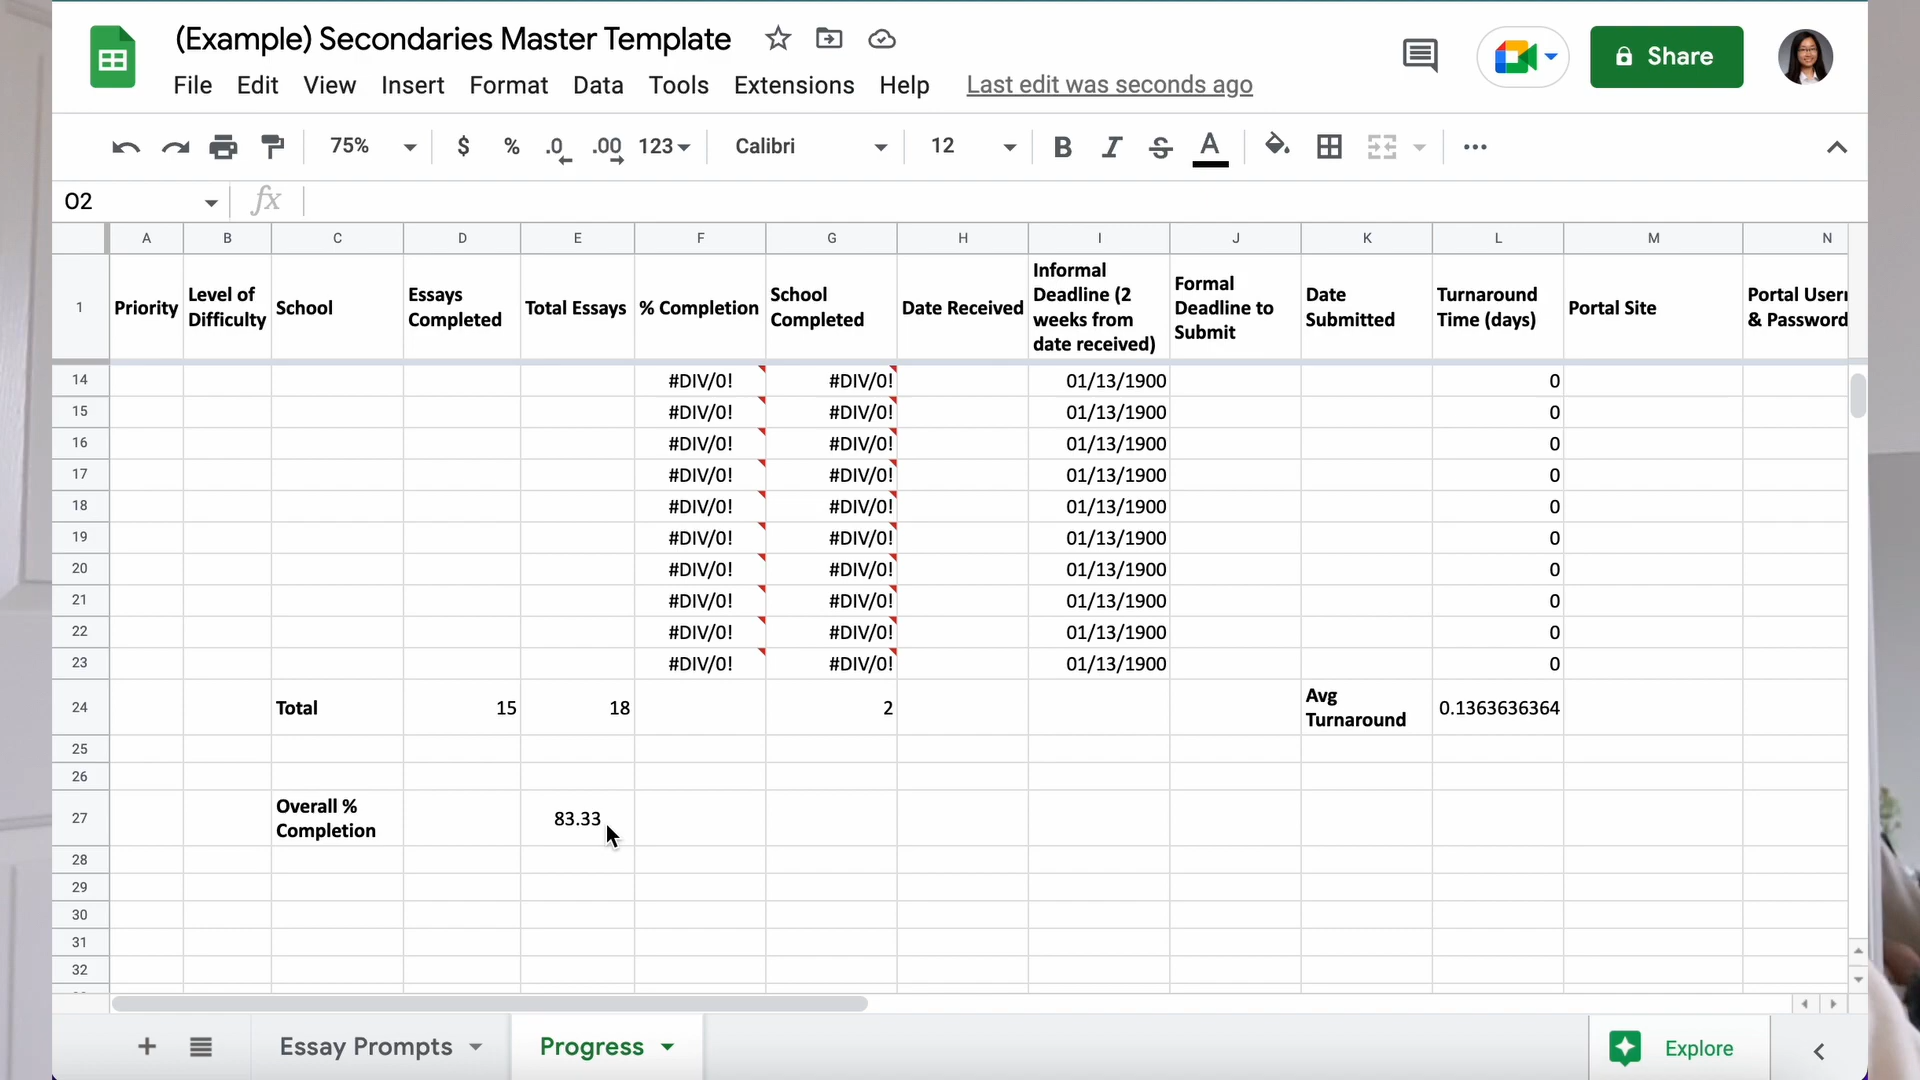 (Example) Secondaries Master Template
File Edit View Insert Format Data Tools Extensions Help Last edit was seconds ago
Share
75% $ % .0 .00 123 Calibri 12 B I S A
O2 fx
A B C D E F G H I J K L M N
1 Priority Level of Difficulty School Essays Completed Total Essays % Completion School Completed Date Received Informal Deadline (2 weeks from date received) Formal Deadline to Submit Date Submitted Turnaround Time (days) Portal Site Portal & Password
14 #DIV/0! #DIV/0! 01/13/1900 0
15 #DIV/0! #DIV/0! 01/13/1900 0
16 #DIV/0! #DIV/0! 01/13/1900 0
17 #DIV/0! #DIV/0! 01/13/1900 0
18 #DIV/0! #DIV/0! 01/13/1900 0
19 #DIV/0! #DIV/0! 01/13/1900 0
20 #DIV/0! #DIV/0! 01/13/1900 0
21 #DIV/0! #DIV/0! 01/13/1900 0
22 #DIV/0! #DIV/0! 01/13/1900 0
23 #DIV/0! #DIV/0! 01/13/1900 0
24 Total 15 18 2 Avg Turnaround 0.1363636364
25
26
27 Overall % Completion 83.33
28
29
30
31
32
+ Essay Prompts Progress Explore